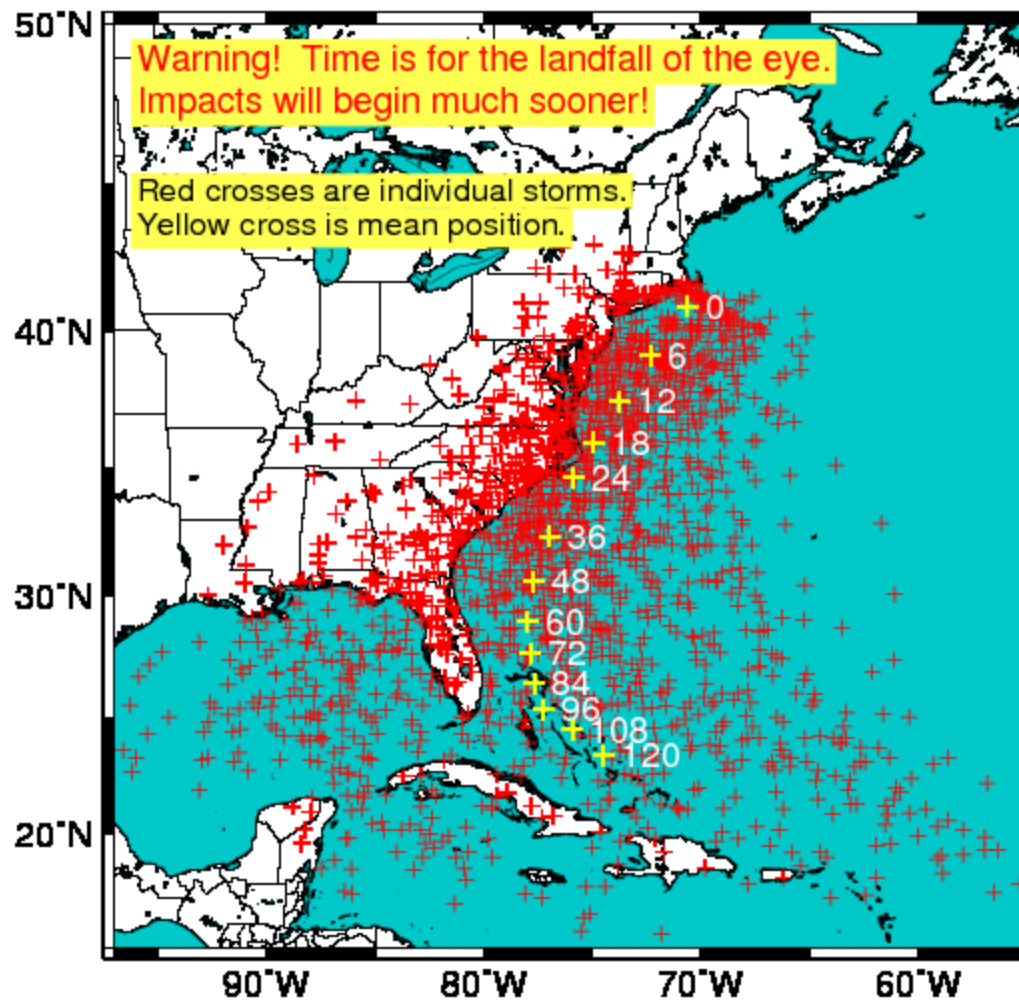 50°N
Warning! Time is for the landfall of the eye.
Impacts will begin much sooner!
Red crosses are individual storms.
Yellow cross is mean position.
0
40°N
6
12
18
24
36
48
30°N
60
72
84
96
108
120
20°N
90°W 80°W 70°W 60°W